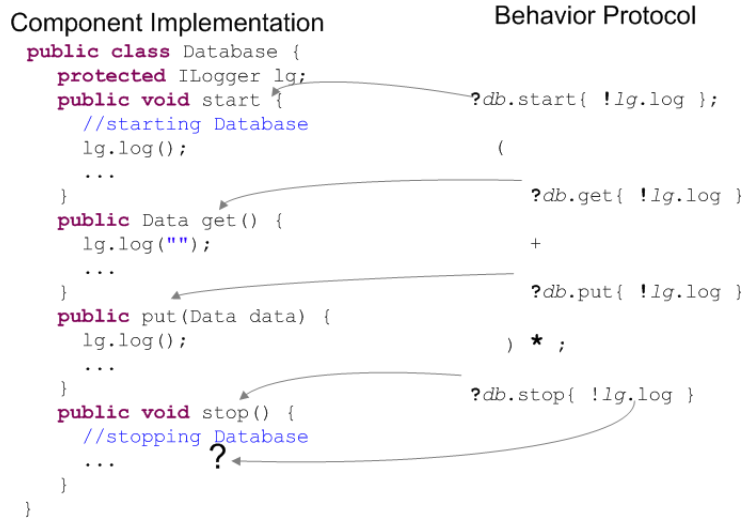 Component Implementation
public class Database {
protected ILogger lg;
public void start {
//starting Database
lg.log();
...
}
public Data get() {
lg.log("");
...
}
public put(Data data) {
lg.log();
...
}
public void stop() {
//stopping Database
... ?
}
}
Behavior Protocol
?db.start{ !lg.log };
(
?db.get{ !lg.log }
+
?db.put{ !lg.log }
) * ;
?db.stop{ !lg.log }